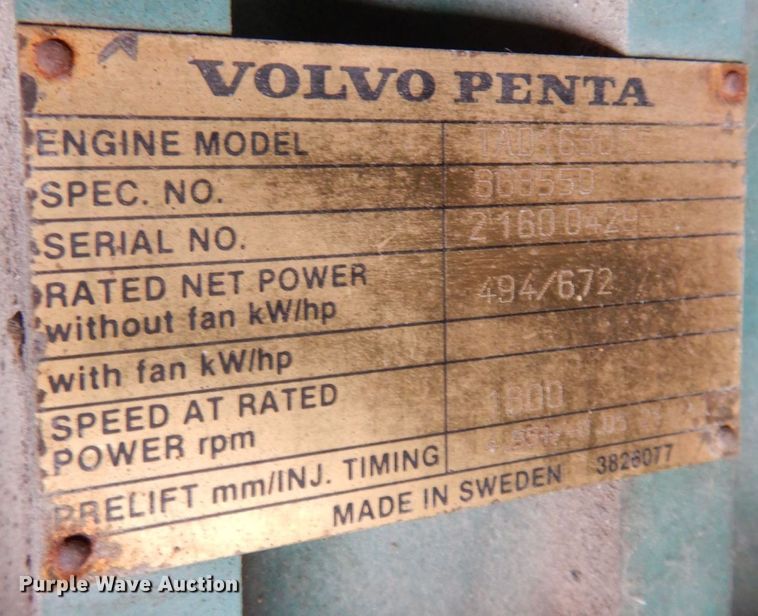 VOLVO PENTA
ENGINE MODEL
SPEC. NO. 868550
SERIAL NO.
RATED NET POWER
without fan kW/hp 494/672
with fan kW/hp
SPEED AT RATED
POWER rpm 1800
PRELIFT mm/INJ. TIMING
MADE IN SWEDEN 3826077
Purple Wave Auction